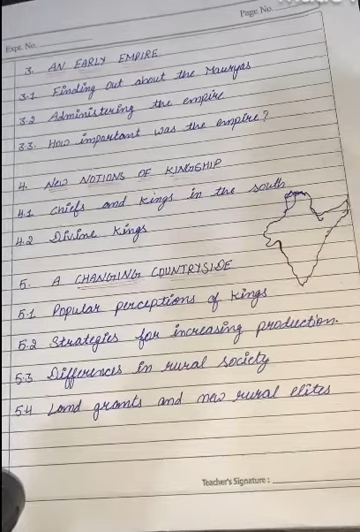 Page No.
Expt. No.
3. AN EARLY EMPIRE
3.1 Finding out about the Mauryas
3.2 Administering the empire
3.3. How important was the empire?
4. NEW NOTIONS OF KINGSHIP
4.1 Chiefs and kings in the south
4.2 Divine kings
5. A CHANGING COUNTRYSIDE
5.1 Popular perceptions of kings
5.2 Strategies for increasing production.
5.3 Differences in rural society
5.4 Land grants and new rural elites
Teacher's Signature :